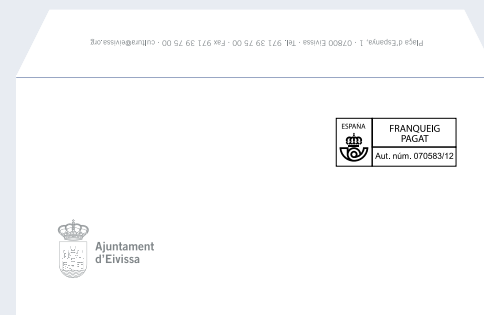 Plaça d'Espanya, 1 · 07800 Eivissa · Tel. 971 39 75 00 · Fax 971 39 75 00 · cultura@eivissa.org
ESPANA
FRANQUEIG
PAGAT
Aut. núm. 070583/12
Ajuntament
d'Eivissa